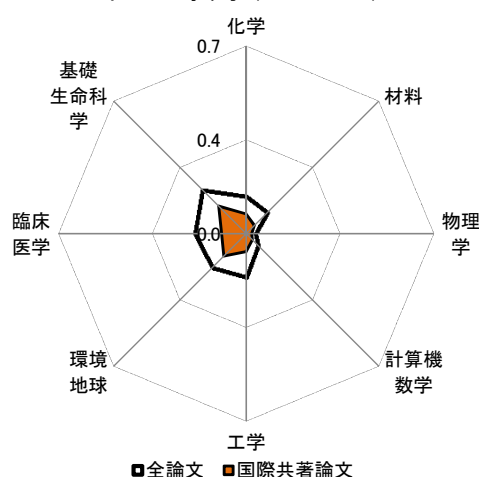 化学
0.7
基礎
生命科
学
材料
0.4
臨床
医学
0.0
物理
学
環境
地球
計算機
数学
工学
全論文 国際共著論文